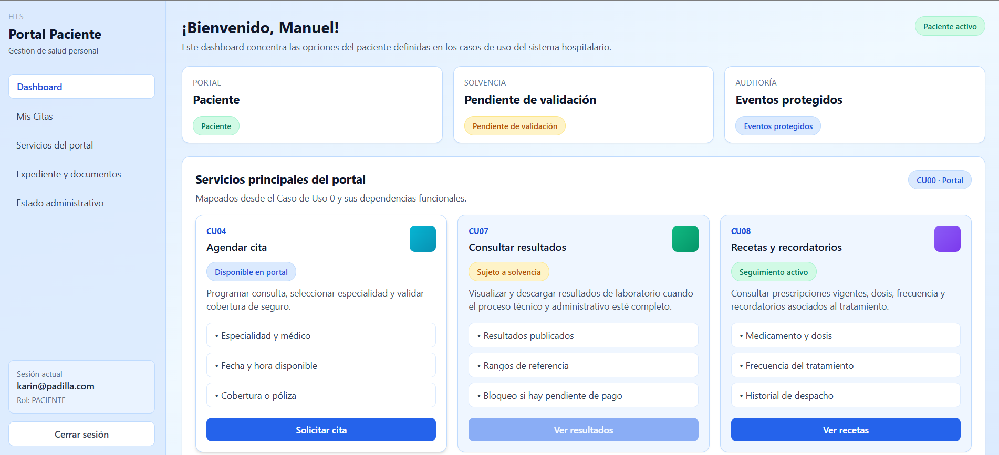 HIS
Portal Paciente
Gestión de salud personal
Dashboard
Mis Citas
Servicios del portal
Expediente y documentos
Estado administrativo
Sesión actual
karin@padilla.com
Rol: PACIENTE
Cerrar sesión
¡Bienvenido, Manuel!
Este dashboard concentra las opciones del paciente definidas en los casos de uso del sistema hospitalario.
Paciente activo
PORTAL
Paciente
Paciente
SOLVENCIA
Pendiente de validación
Pendiente de validación
AUDITORÍA
Eventos protegidos
Eventos protegidos
Servicios principales del portal
Mapeados desde el Caso de Uso 0 y sus dependencias funcionales.
CU00 · Portal
CU04
Agendar cita
Disponible en portal
Programar consulta, seleccionar especialidad y validar
cobertura de seguro.
• Especialidad y médico
• Fecha y hora disponible
• Cobertura o póliza
Solicitar cita
CU07
Consultar resultados
Sujeto a solvencia
Visualizar y descargar resultados de laboratorio cuando
el proceso técnico y administrativo esté completo.
• Resultados publicados
• Rangos de referencia
• Bloqueo si hay pendiente de pago
Ver resultados
CU08
Recetas y recordatorios
Seguimiento activo
Consultar prescripciones vigentes, dosis, frecuencia y
recordatorios asociados al tratamiento.
• Medicamento y dosis
• Frecuencia del tratamiento
• Historial de despacho
Ver recetas